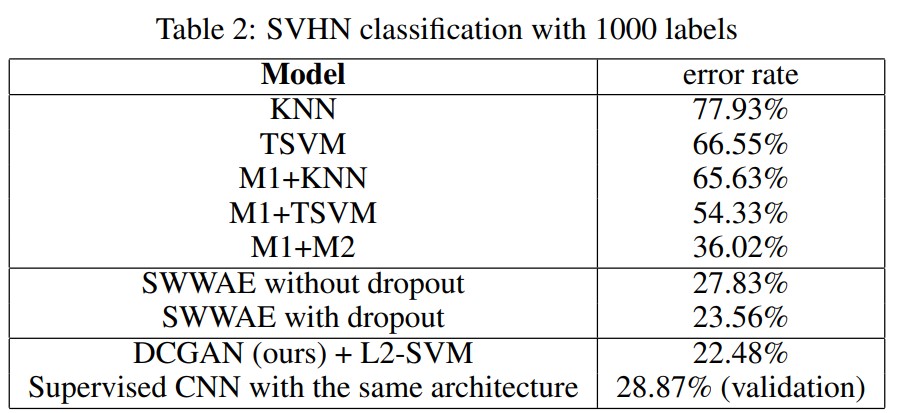 Table 2: SVHN classification with 1000 labels
Model error rate
KNN 77.93%
TSVM 66.55%
M1+KNN 65.63%
M1+TSVM 54.33%
M1+M2 36.02%
SWWAE without dropout 27.83%
SWWAE with dropout 23.56%
DCGAN (ours) + L2-SVM 22.48%
Supervised CNN with the same architecture 28.87% (validation)